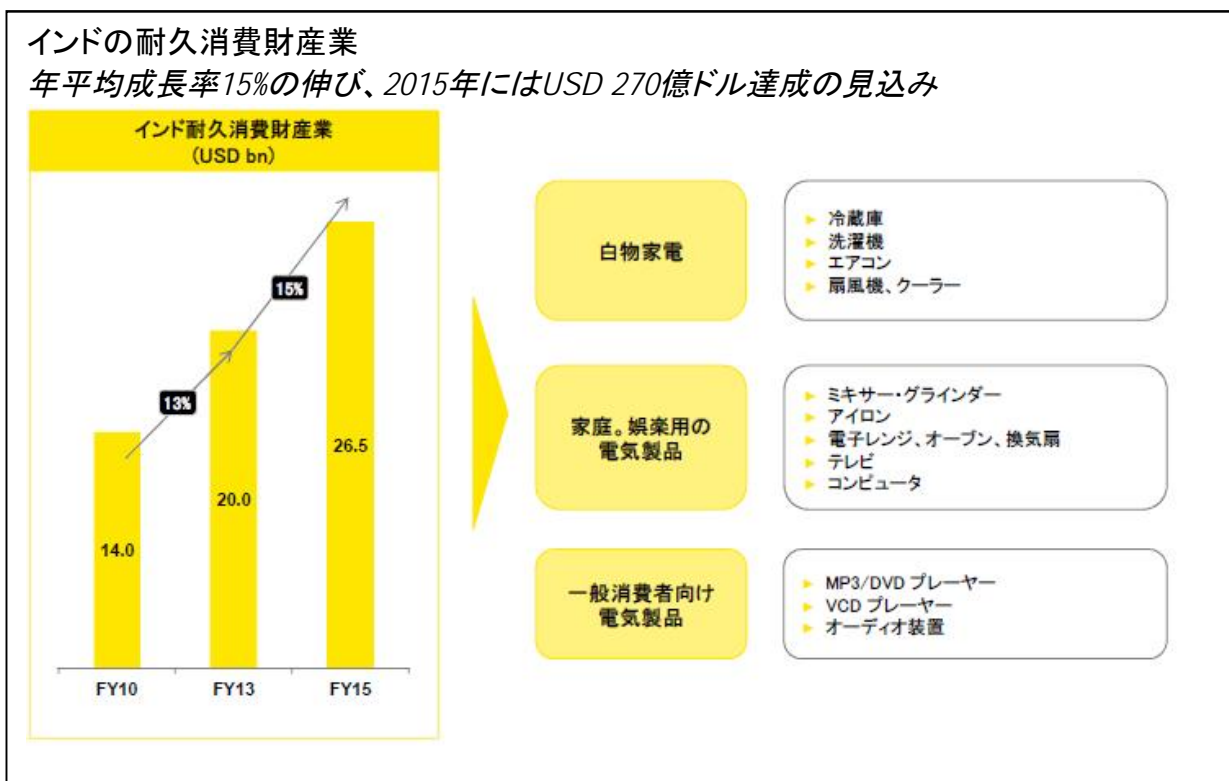 インドの耐久消費財産業
年平均成長率15%の伸び、2015年にはUSD 270億ドル達成の見込み
インド耐久消費財産業
(USD bn)
13%
15%
14.0
20.0
26.5
FY10
FY13
FY15
白物家電
冷蔵庫
洗濯機
エアコン
扇風機、クーラー
家庭。娯楽用の
電気製品
ミキサー・グラインダー
アイロン
電子レンジ、オーブン、換気扇
テレビ
コンピュータ
一般消費者向け
電気製品
MP3/DVD プレーヤー
VCD プレーヤー
オーディオ装置